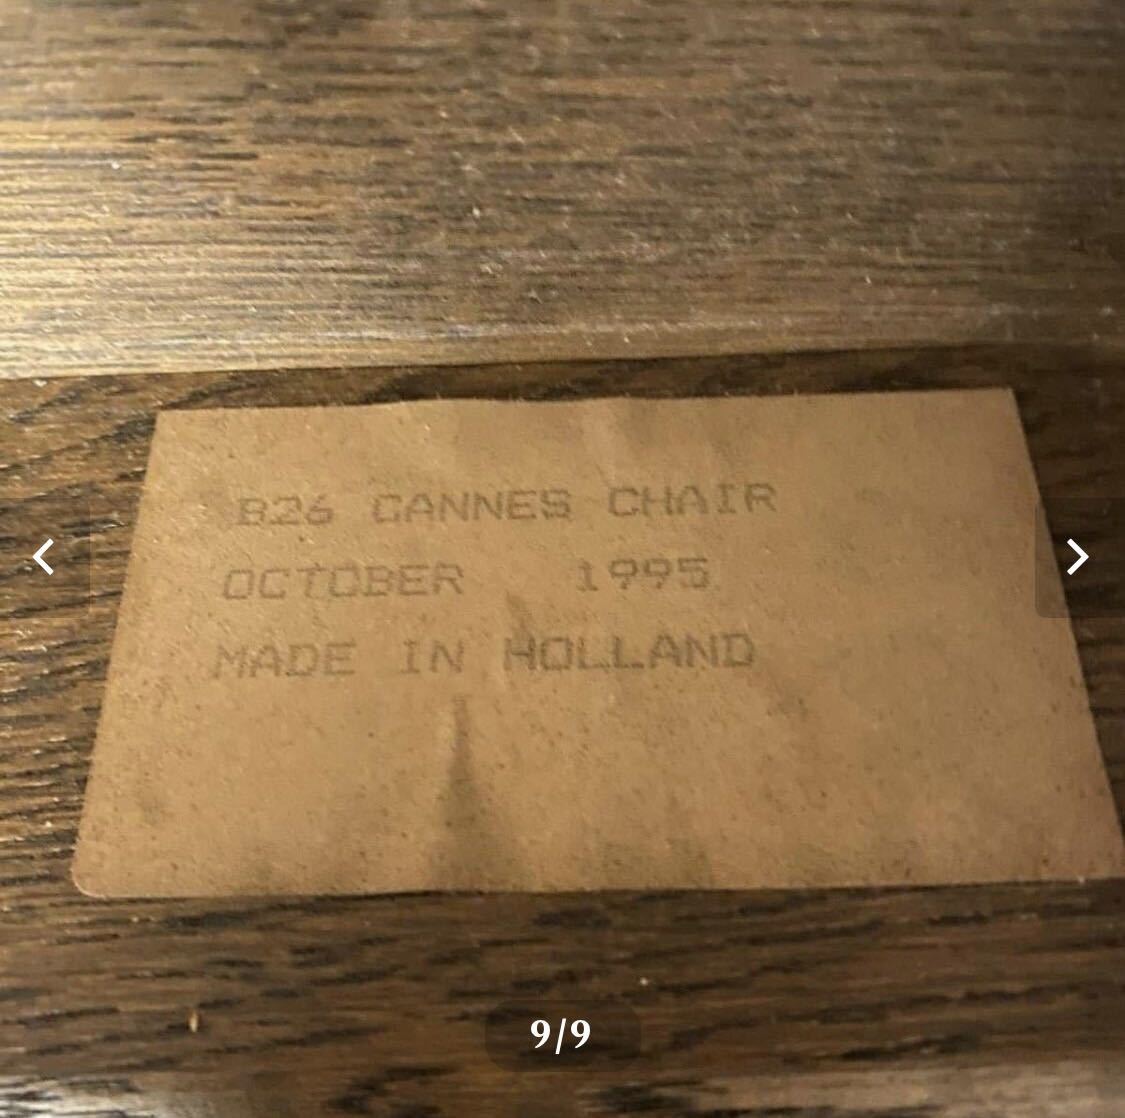 B26 CANNES CHAIR
OCTOBER 1995
MADE IN HOLLAND
9/9